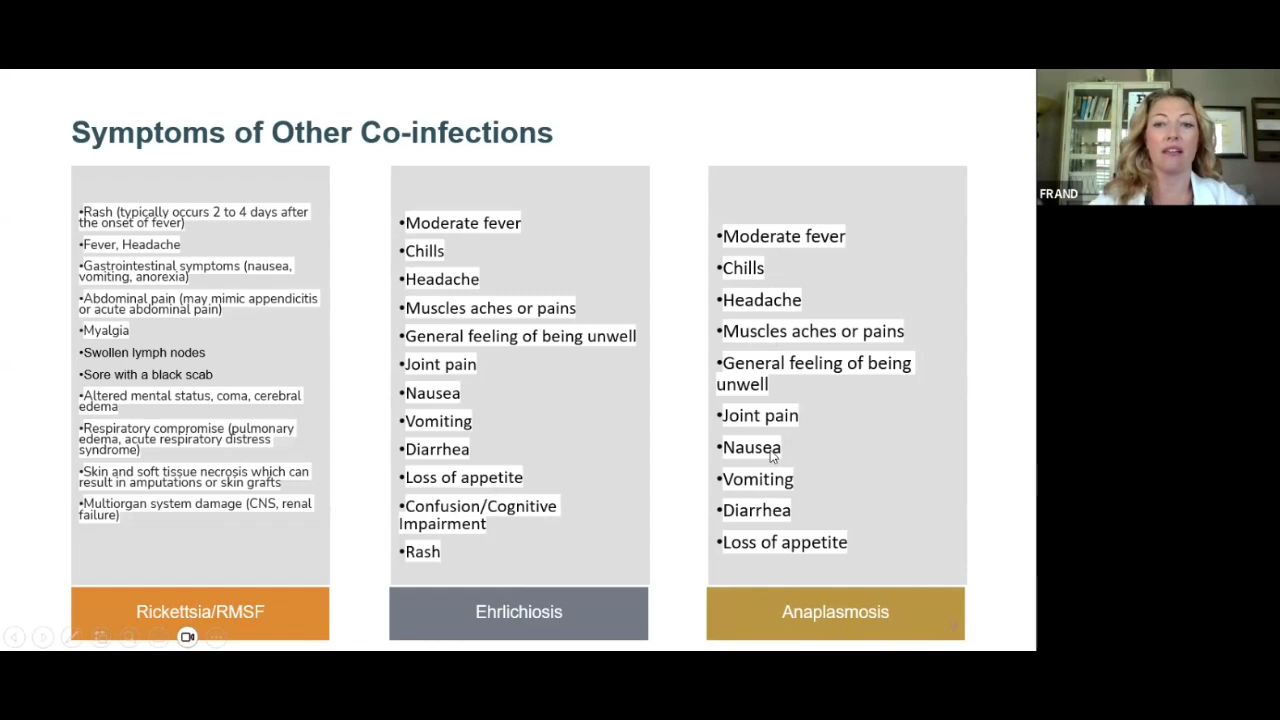 Symptoms of Other Co-infections
•Rash (typically occurs 2 to 4 days after
the onset of fever)
•Fever, Headache
•Gastrointestinal symptoms (nausea,
vomiting, anorexia)
•Abdominal pain (may mimic appendicitis
or acute abdominal pain)
•Myalgia
•Swollen lymph nodes
•Sore with a black scab
•Altered mental status, coma, cerebral
edema
•Respiratory compromise (pulmonary
edema, acute respiratory distress
syndrome)
•Skin and soft tissue necrosis which can
result in amputations or skin grafts
•Multiorgan system damage (CNS, renal
failure)
Rickettsia/RMSF
•Moderate fever
•Chills
•Headache
•Muscles aches or pains
•General feeling of being unwell
•Joint pain
•Nausea
•Vomiting
•Diarrhea
•Loss of appetite
•Confusion/Cognitive
Impairment
•Rash
Ehrlichiosis
•Moderate fever
•Chills
•Headache
•Muscles aches or pains
•General feeling of being
unwell
•Joint pain
•Nausea
•Vomiting
•Diarrhea
•Loss of appetite
Anaplasmosis
FRAND